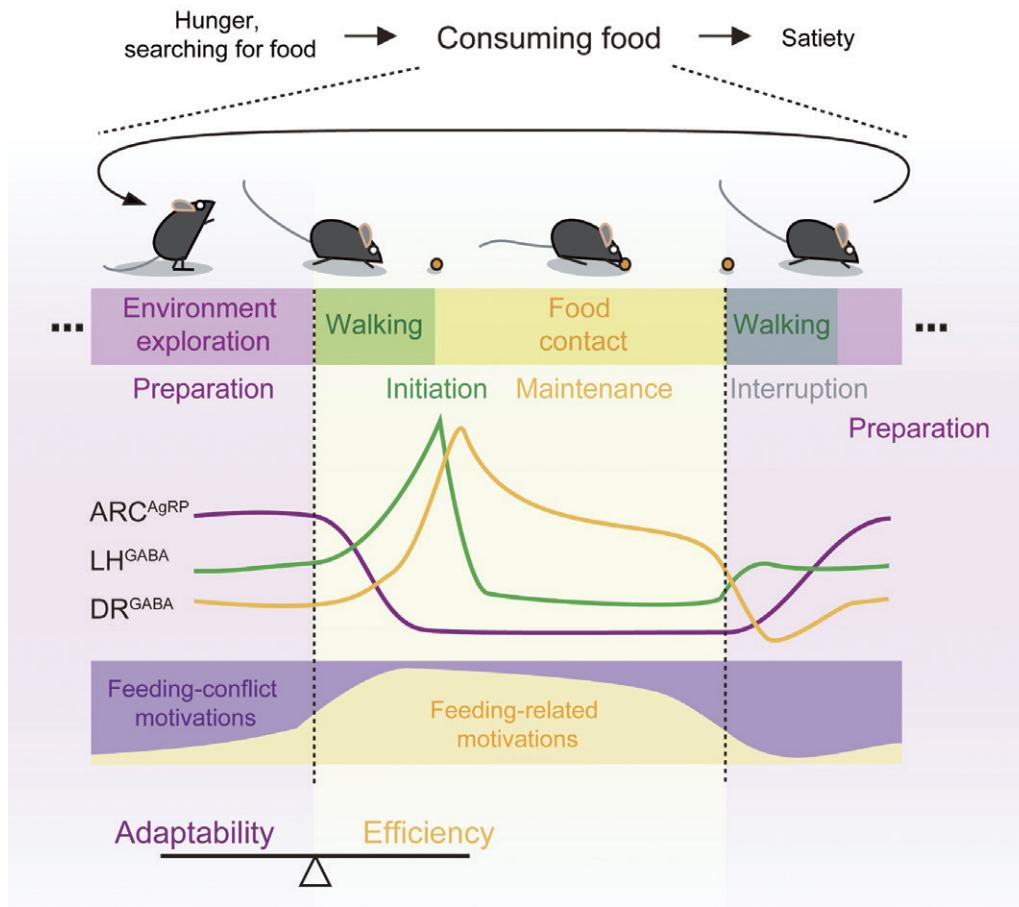 Hunger,
searching for food
Consuming food
Satiety
Environment
exploration
Walking
Food
contact
Walking
Preparation
Initiation
Maintenance
Interruption
Preparation
ARC^AgRP
LH^GABA
DR^GABA
Feeding-conflict
motivations
Feeding-related
motivations
Adaptability
Efficiency